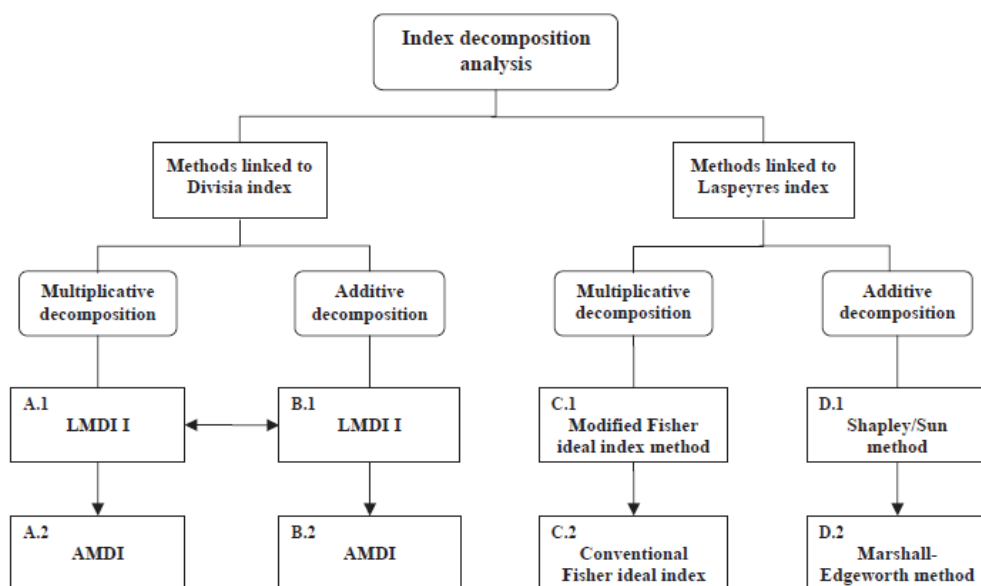 Index decomposition
analysis
Methods linked to
Divisia index
Methods linked to
Laspeyres index
Multiplicative
decomposition
Additive
decomposition
Multiplicative
decomposition
Additive
decomposition
A.1
LMDI I
B.1
LMDI I
C.1
Modified Fisher
ideal index method
D.1
Shapley/Sun
method
A.2
AMDI
B.2
AMDI
C.2
Conventional
Fisher ideal index
D.2
Marshall-
Edgeworth method